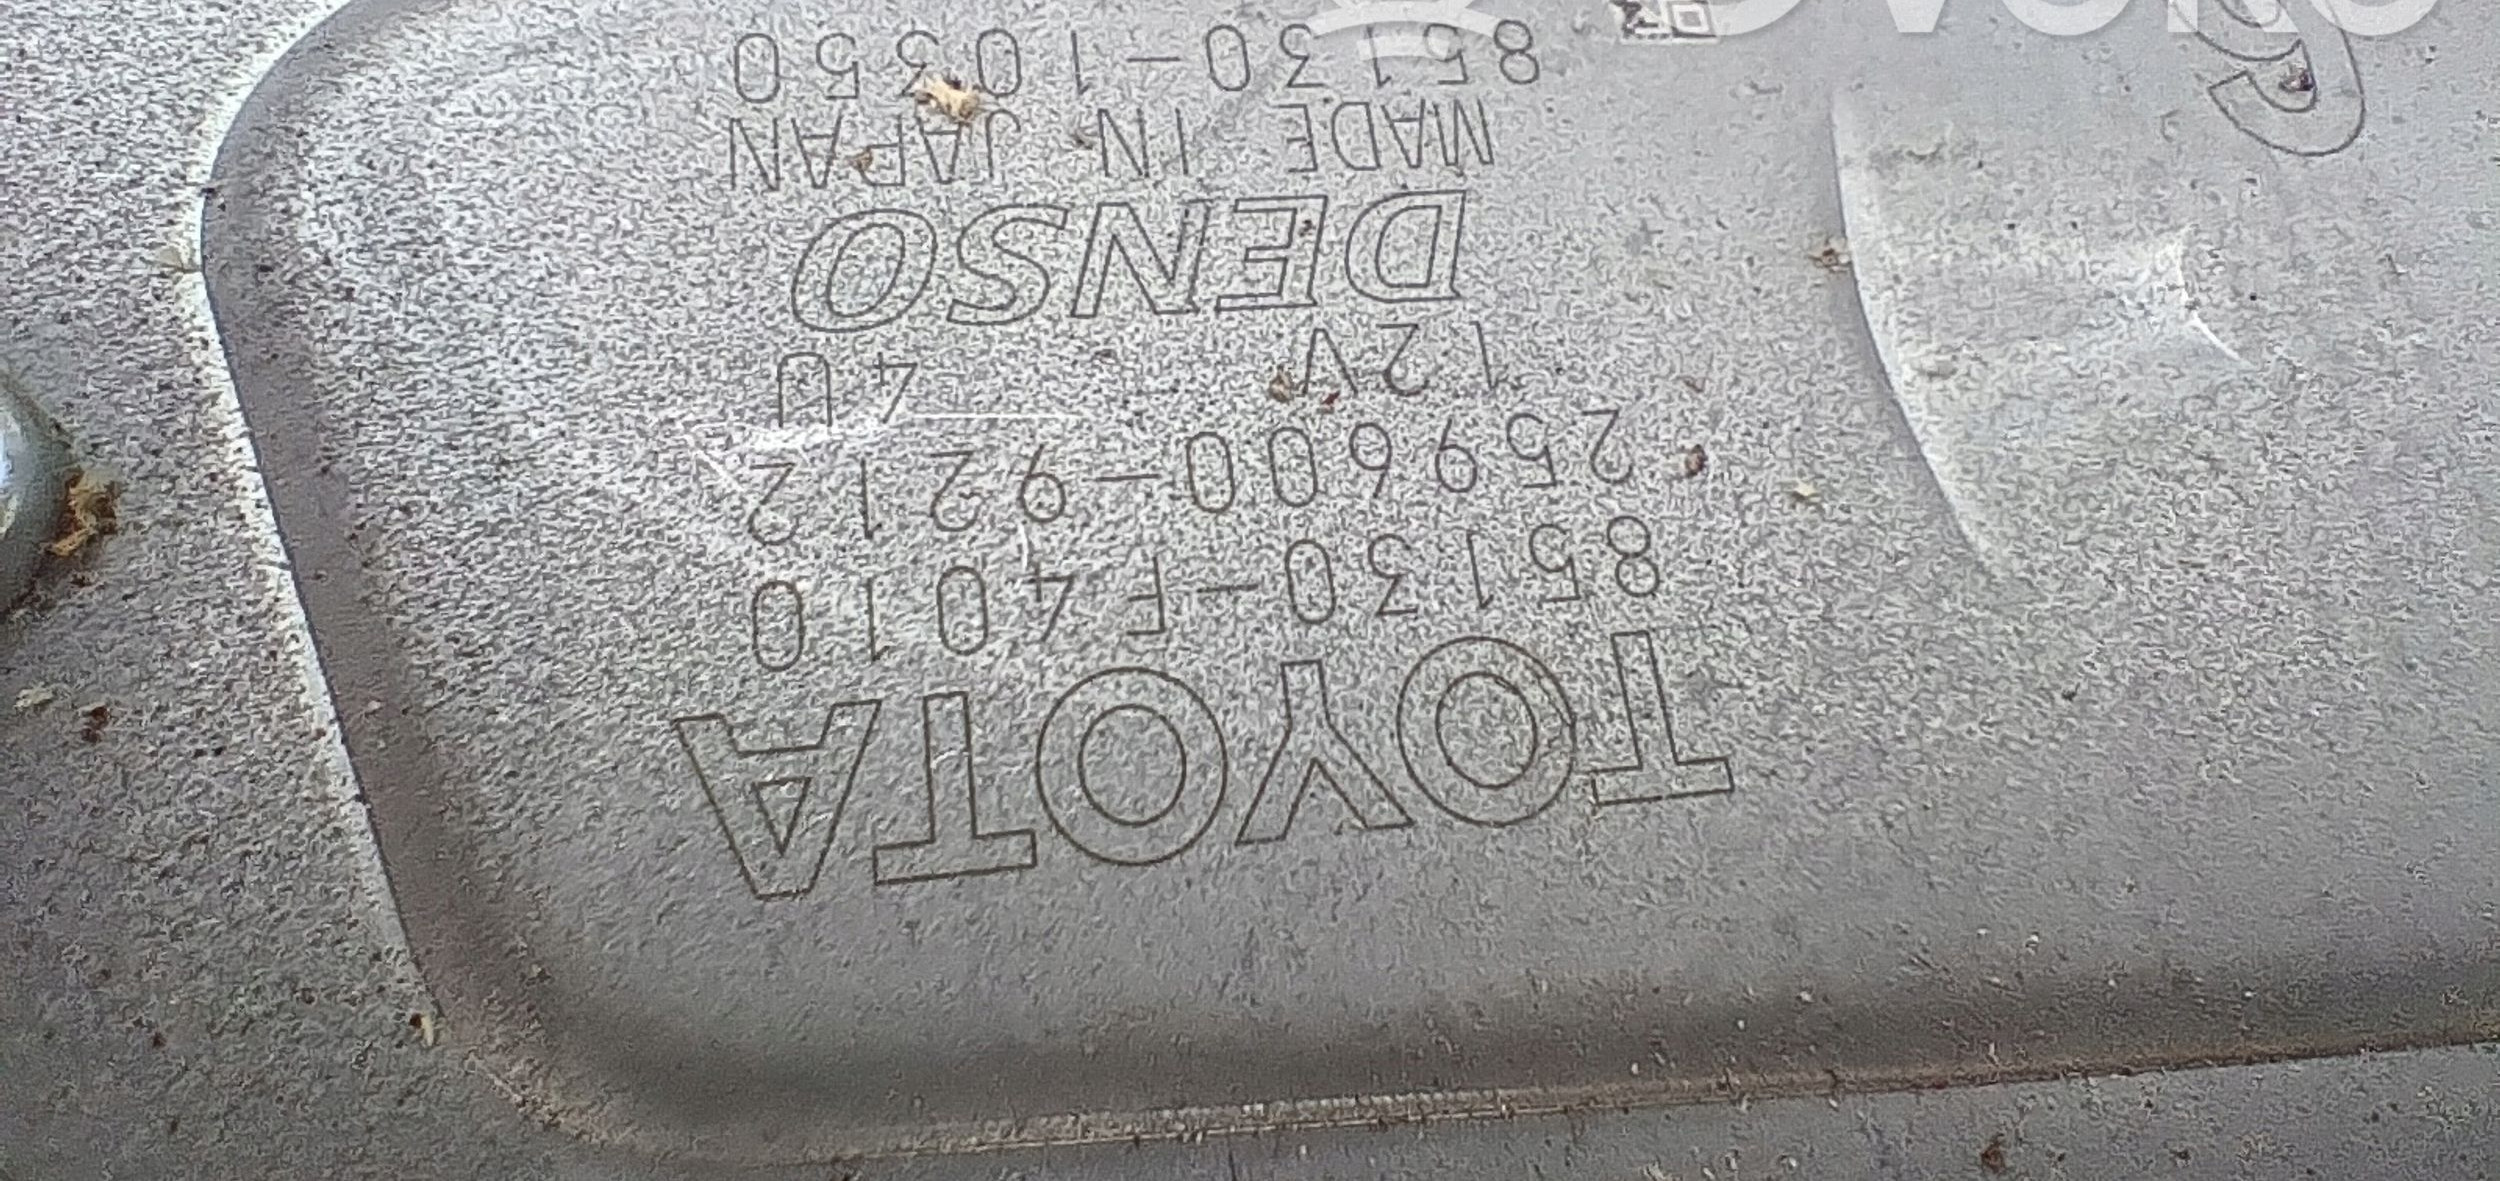 TOYOTA
85130-F4010
259600-9212
12V 4U
DENSO
MADE IN JAPAN
85130-10350